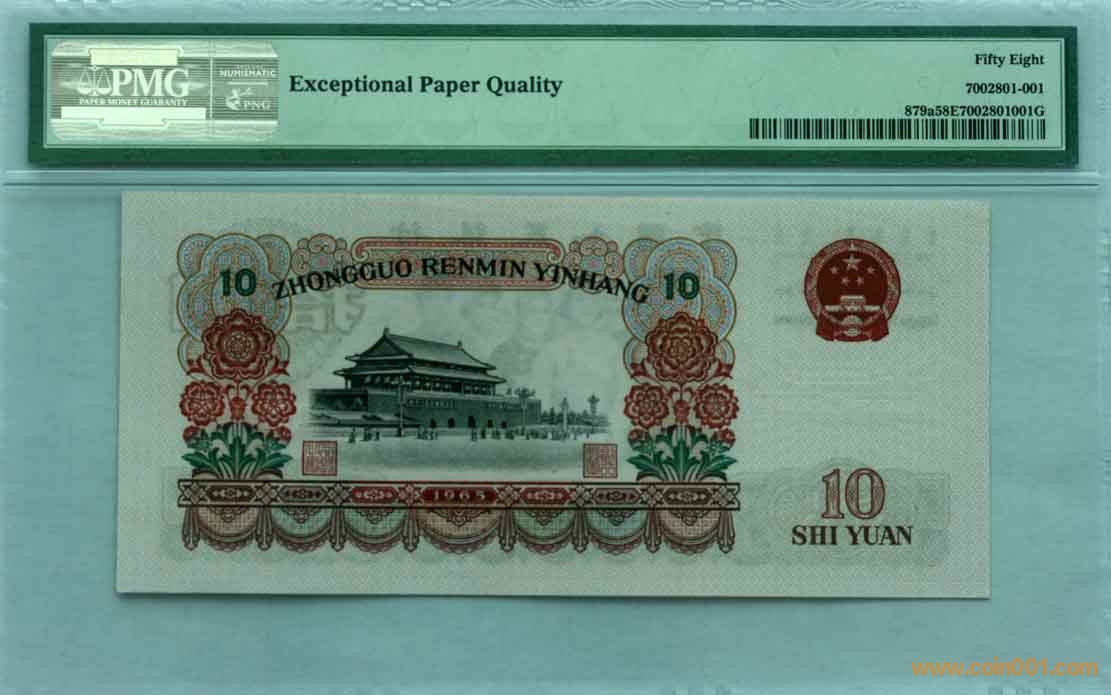 PMG
PAPER MONEY GUARANTY
NUMISMATIC
PNG
Exceptional Paper Quality
Fifty Eight
7002801-001
879a58E7002801001G
10 ZHONGGUO RENMIN YINHANG 10
1965
10
SHI YUAN
www.coin001.com